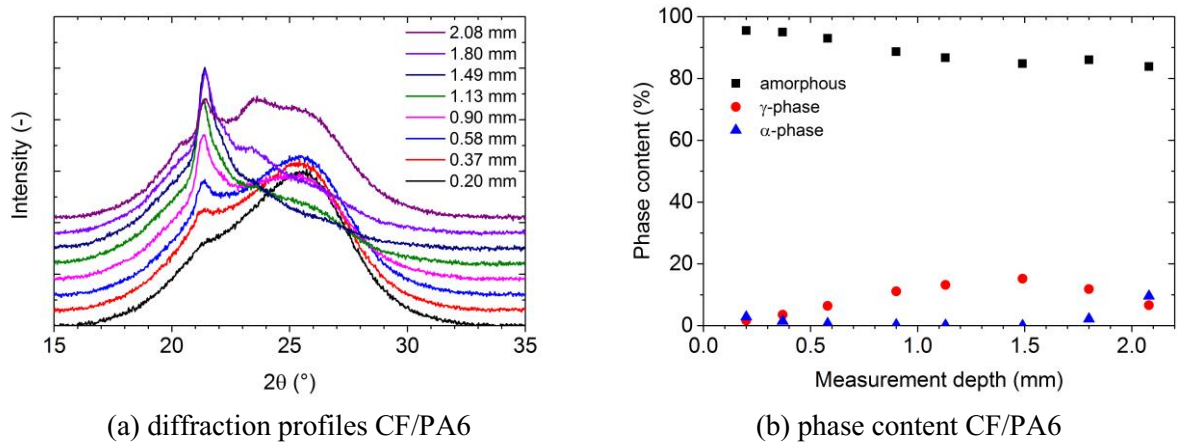 2.08 mm
1.80 mm
1.49 mm
1.13 mm
0.90 mm
0.58 mm
0.37 mm
0.20 mm
Intensity (-)
15 20 25 30 35
2θ (°)
(a) diffraction profiles CF/PA6
100
80
60
40
20
0
Phase content (%)
amorphous
γ-phase
α-phase
0.0 0.5 1.0 1.5 2.0
Measurement depth (mm)
(b) phase content CF/PA6